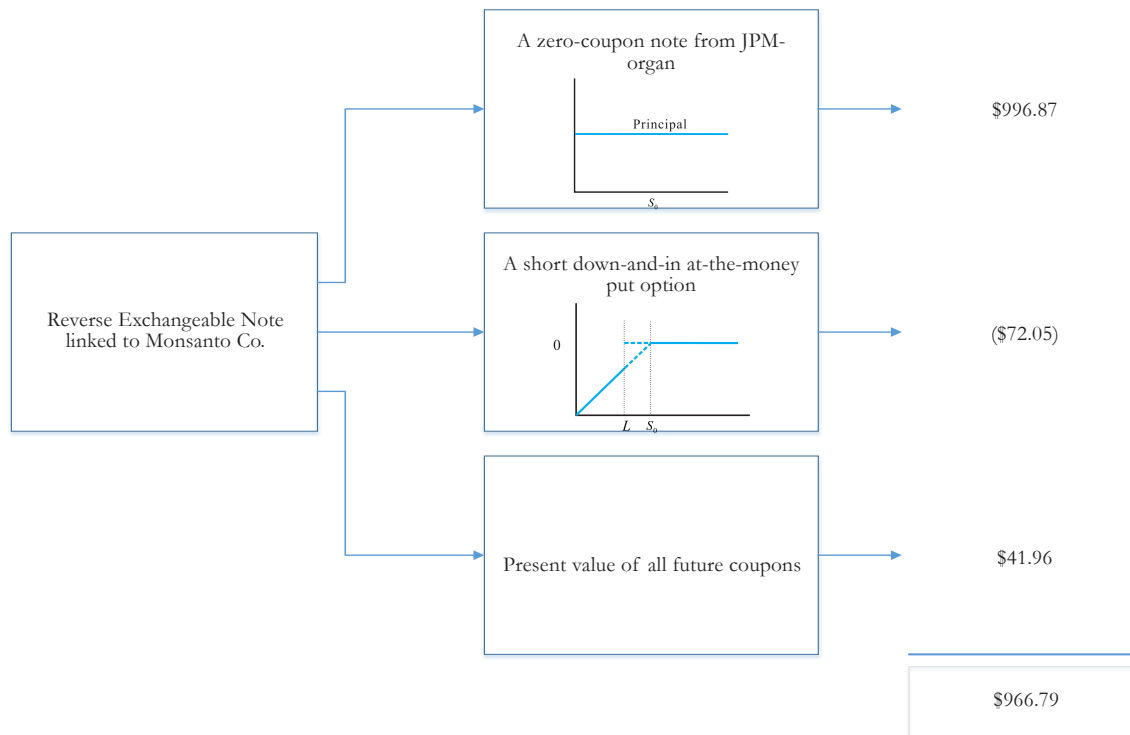 A zero-coupon note from JPM-
organ
Principal
S₀
$996.87
Reverse Exchangeable Note
linked to Monsanto Co.
A short down-and-in at-the-money
put option
0
L S₀
($72.05)
Present value of all future coupons
$41.96
$966.79